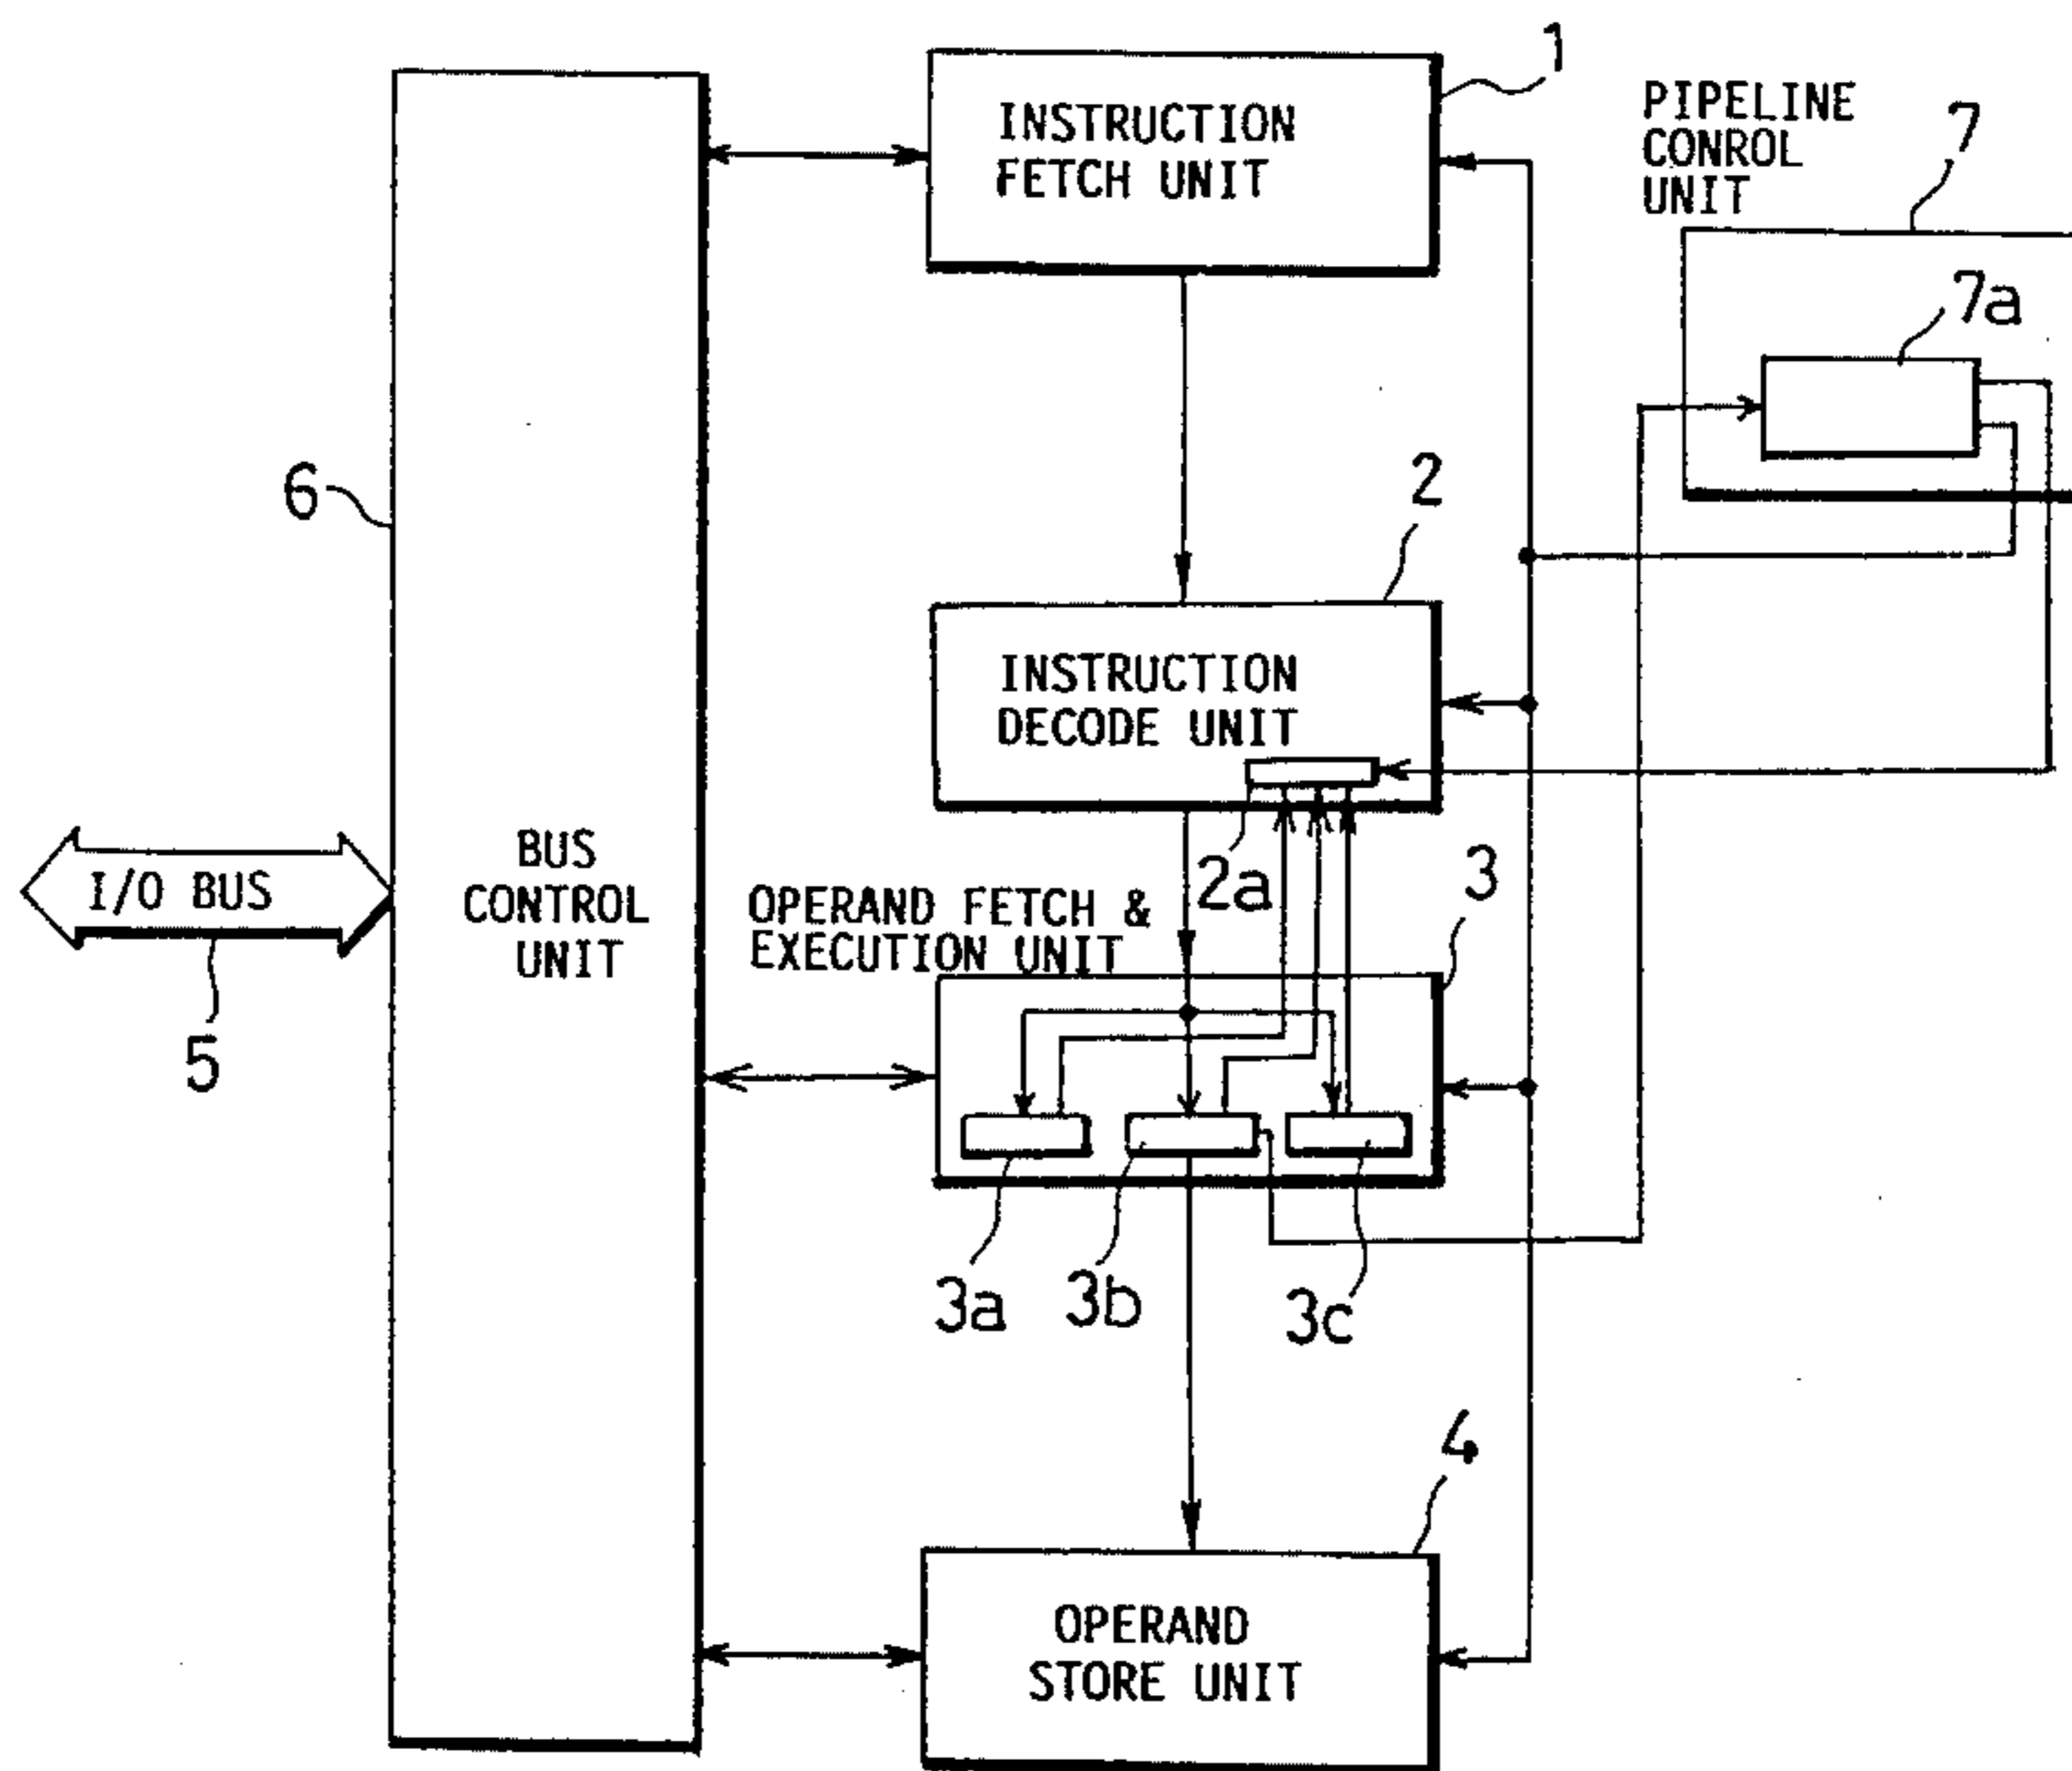 1
INSTRUCTION
FETCH UNIT
PIPELINE
CONROL
UNIT
7
7a
6
2
INSTRUCTION
DECODE UNIT
2a
I/O BUS
5
BUS
CONTROL
UNIT
OPERAND FETCH &
EXECUTION UNIT
3
3a
3b
3c
4
OPERAND
STORE UNIT